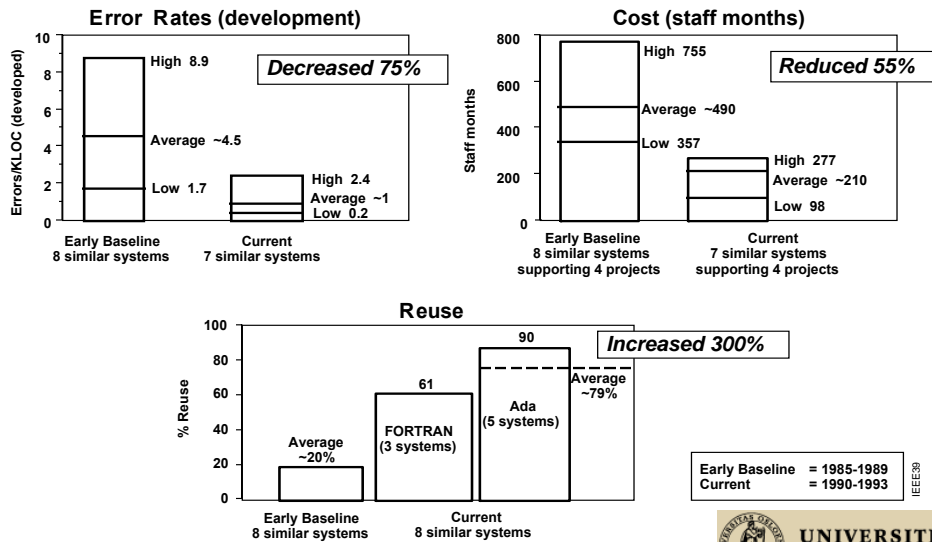 Error Rates (development)
10
8
6
4
2
0
Errors/KLOC (developed)
High 8.9
Average ~4.5
Low 1.7
Decreased 75%
High 2.4
Average ~1
Low 0.2
Early Baseline
8 similar systems
Current
7 similar systems
Cost (staff months)
800
600
400
200
0
Staff months
High 755
Average ~490
Low 357
Reduced 55%
High 277
Average ~210
Low 98
Early Baseline
8 similar systems
supporting 4 projects
Current
7 similar systems
supporting 4 projects
Reuse
100
80
60
40
20
0
% Reuse
Average
~20%
61
FORTRAN
(3 systems)
90
Ada
(5 systems)
Increased 300%
Average
~79%
Early Baseline
8 similar systems
Current
8 similar systems
Early Baseline = 1985-1989
Current = 1990-1993
IEEE39